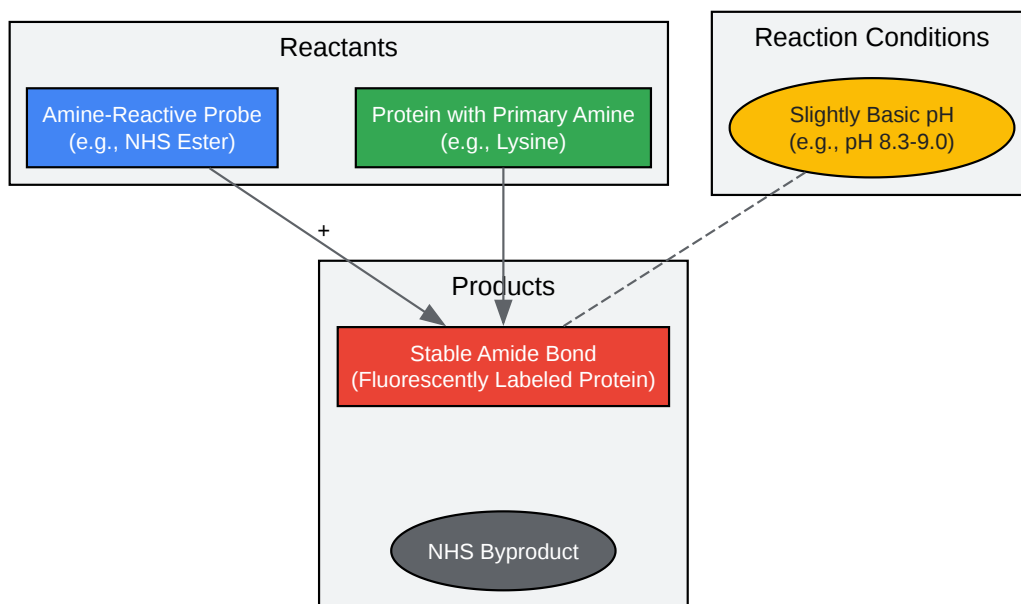 Reactants
Amine-Reactive Probe
(e.g., NHS Ester)
Protein with Primary Amine
(e.g., Lysine)
Reaction Conditions
Slightly Basic pH
(e.g., pH 8.3-9.0)
+
Products
Stable Amide Bond
(Fluorescently Labeled Protein)
NHS Byproduct